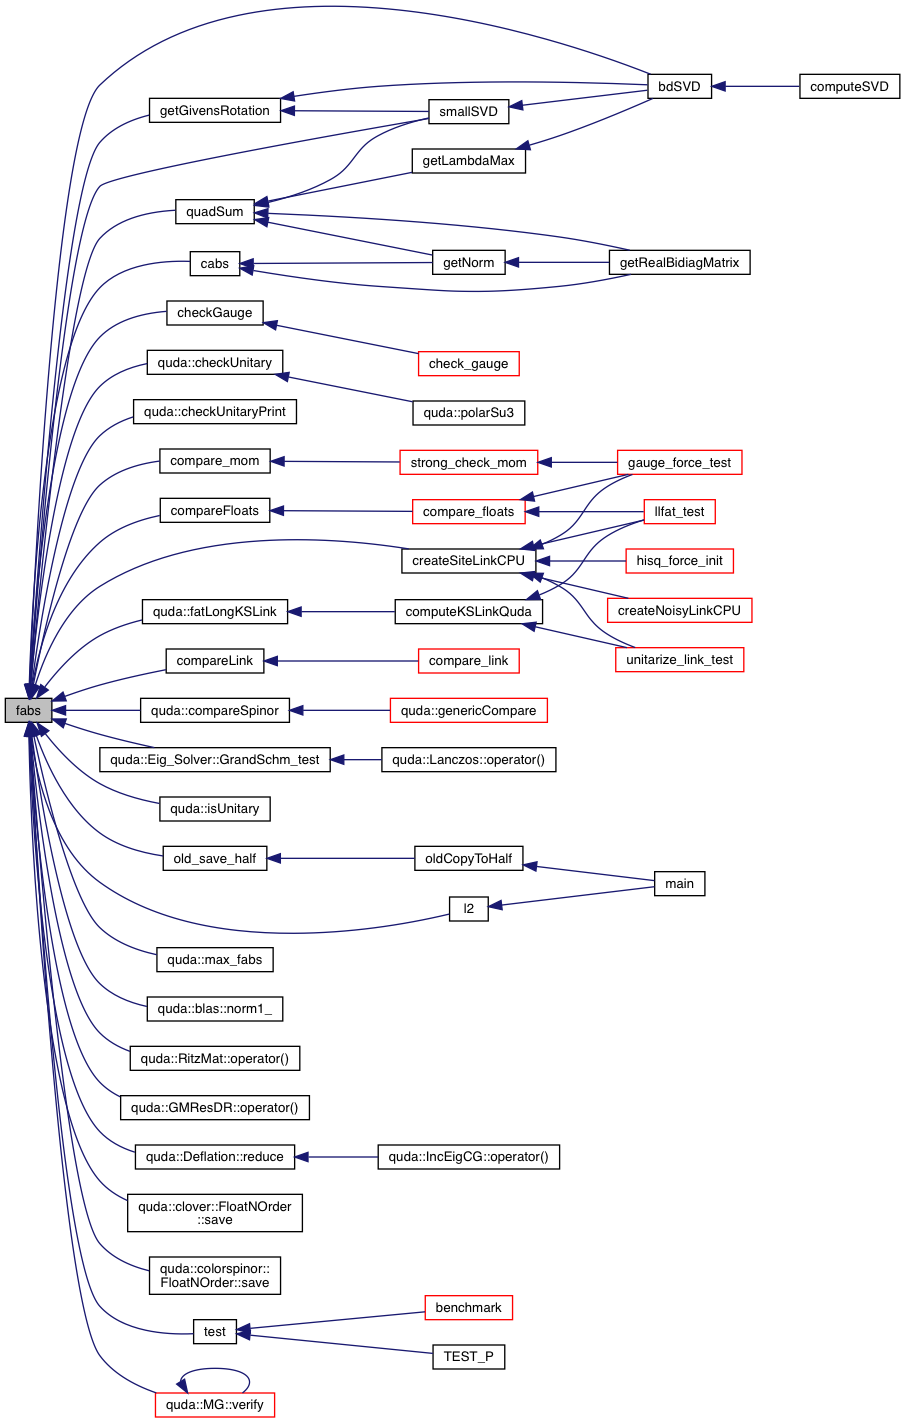 bdSVD
computeSVD
getGivensRotation
smallSVD
getLambdaMax
quadSum
cabs
getNorm
getRealBidiagMatrix
checkGauge
check_gauge
quda::checkUnitary
quda::polarSu3
quda::checkUnitaryPrint
compare_mom
strong_check_mom
gauge_force_test
compareFloats
compare_floats
llfat_test
createSiteLinkCPU
hisq_force_init
quda::fatLongKSLink
computeKSLinkQuda
createNoisyLinkCPU
compareLink
compare_link
unitarize_link_test
fabs
quda::compareSpinor
quda::genericCompare
quda::Eig_Solver::GrandSchm_test
quda::Lanczos::operator()
quda::isUnitary
old_save_half
oldCopyToHalf
main
l2
quda::max_fabs
quda::blas::norm1_
quda::RitzMat::operator()
quda::GMResDR::operator()
quda::Deflation::reduce
quda::IncEigCG::operator()
quda::clover::FloatNOrder
::save
quda::colorspinor::
FloatNOrder::save
benchmark
test
TEST_P
quda::MG::verify